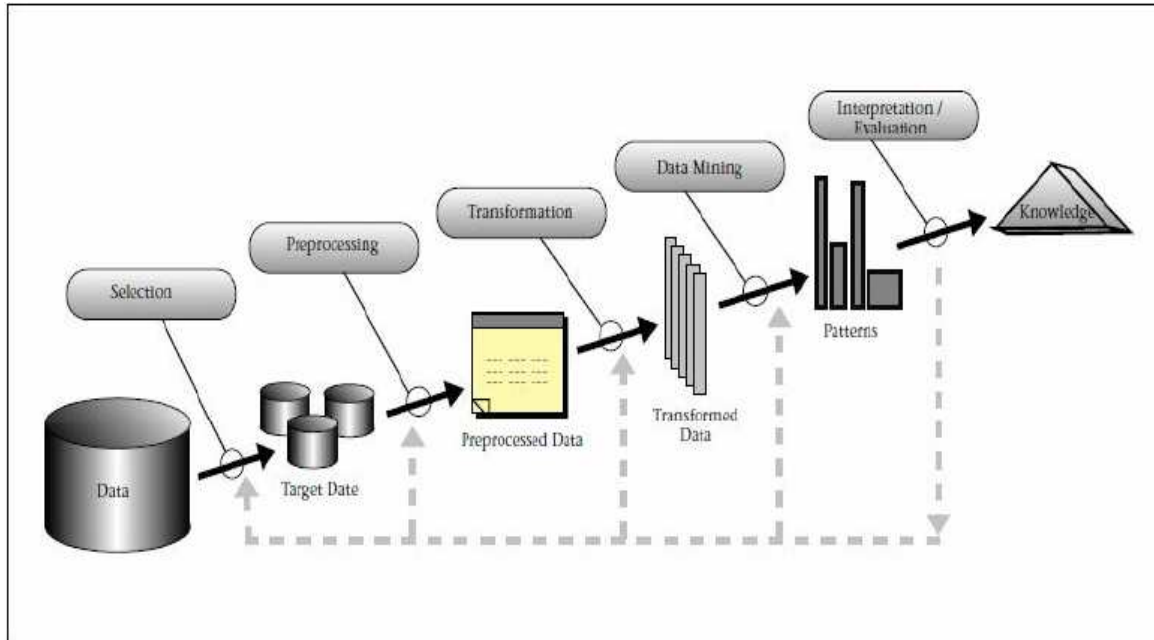 Interpretation /
Evaluation
Data Mining
Transformation
Preprocessing
Selection
Knowledge
Patterns
Transformed
Data
Preprocessed Data
Target Date
Data